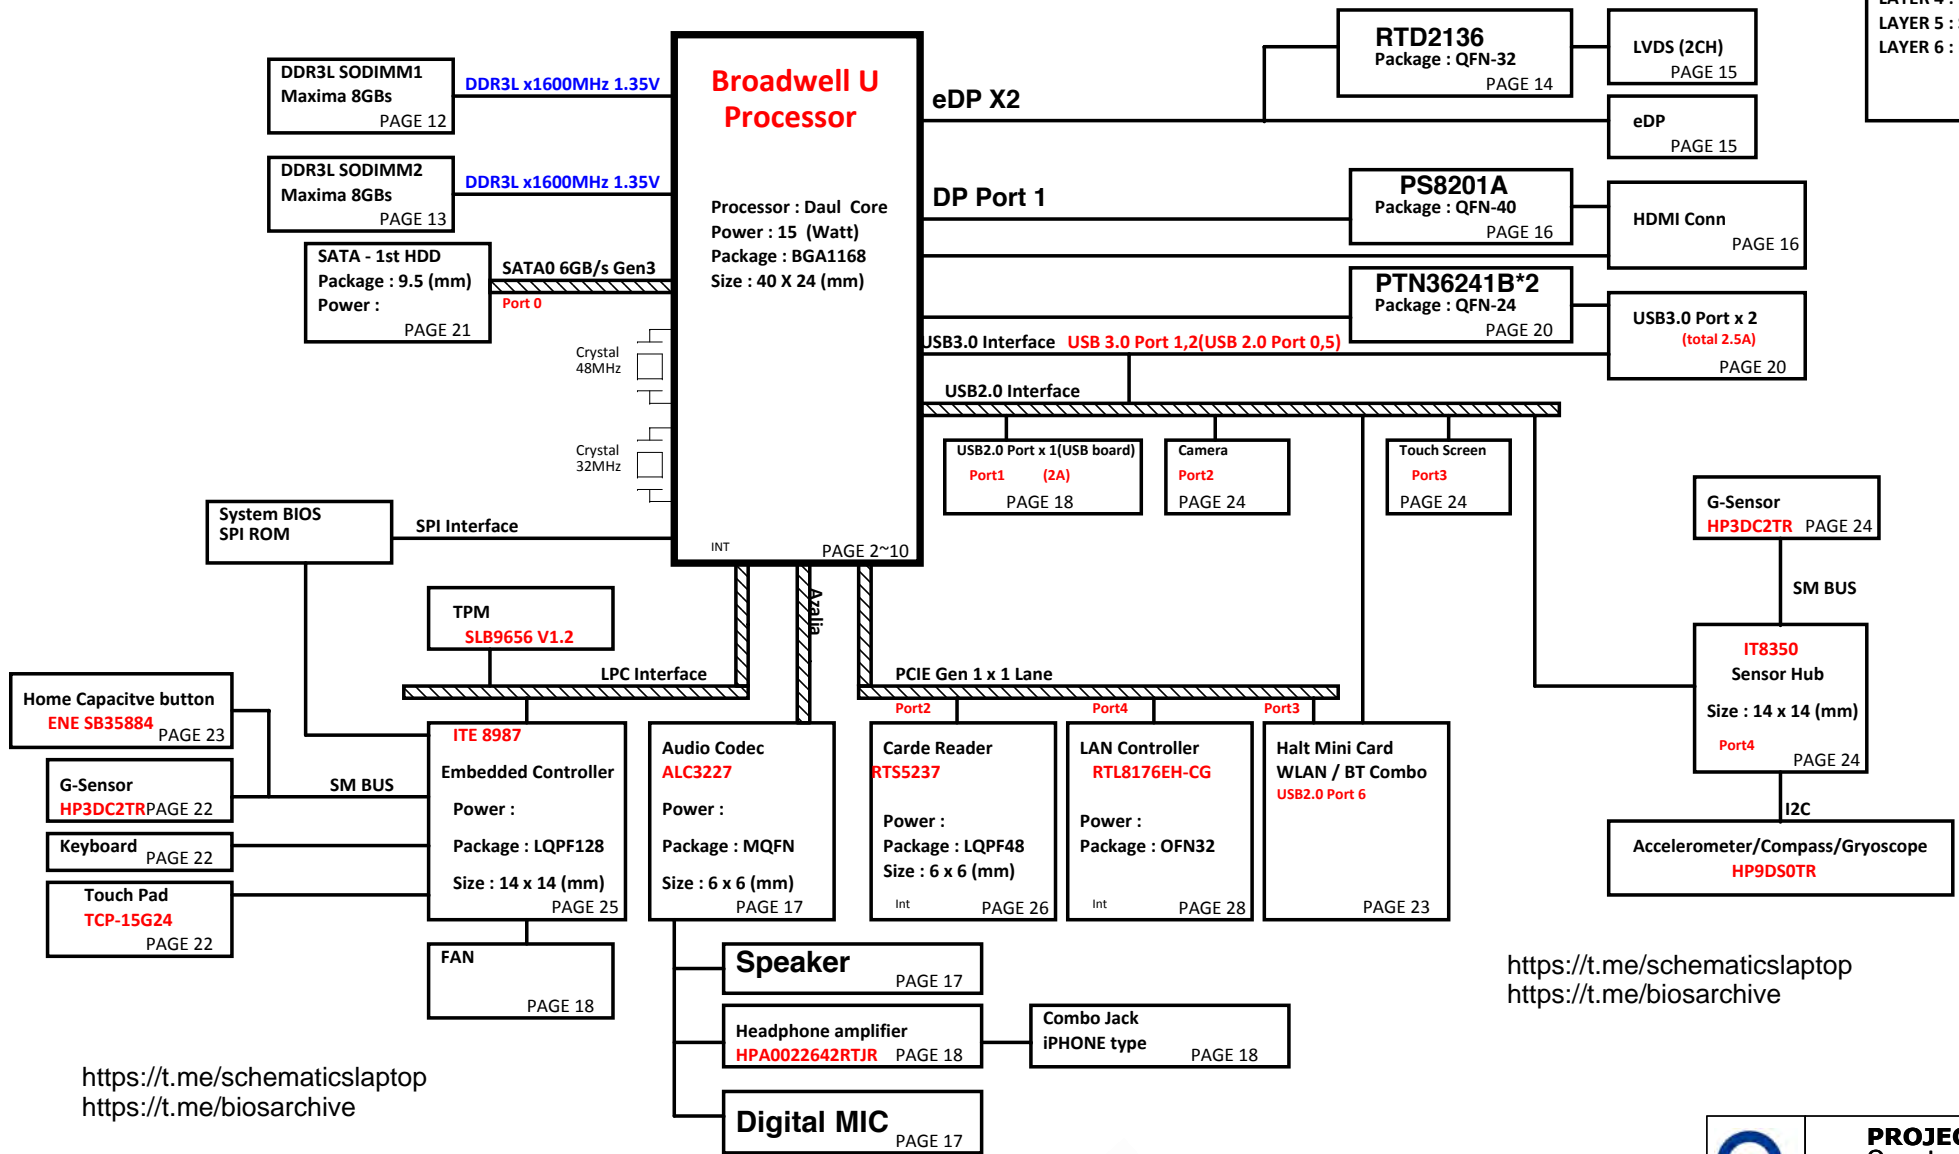 LAYER 5 :
LAYER 6 :
DDR3L SODIMM1
Maxima 8GBs
PAGE 12
DDR3L x1600MHz 1.35V
DDR3L SODIMM2
Maxima 8GBs
PAGE 13
DDR3L x1600MHz 1.35V
SATA - 1st HDD
Package : 9.5 (mm)
Power :
PAGE 21
SATA0 6GB/s Gen3
Port 0
Crystal
48MHz
Crystal
32MHz
Broadwell U
Processor
Processor : Daul Core
Power : 15 (Watt)
Package : BGA1168
Size : 40 X 24 (mm)
INT
PAGE 2~10
eDP X2
RTD2136
Package : QFN-32
PAGE 14
LVDS (2CH)
PAGE 15
eDP
PAGE 15
DP Port 1
PS8201A
Package : QFN-40
PAGE 16
HDMI Conn
PAGE 16
PTN36241B*2
Package : QFN-24
PAGE 20
USB3.0 Port x 2
(total 2.5A)
PAGE 20
USB3.0 Interface
USB 3.0 Port 1,2(USB 2.0 Port 0,5)
USB2.0 Interface
USB2.0 Port x 1(USB board)
Port1 (2A)
PAGE 18
Camera
Port2
PAGE 24
Touch Screen
Port3
PAGE 24
G-Sensor
HP3DC2TR PAGE 24
SM BUS
IT8350
Sensor Hub
Size : 14 x 14 (mm)
Port4
PAGE 24
I2C
Accelerometer/Compass/Gryoscope
HP9DS0TR
System BIOS
SPI ROM
SPI Interface
TPM
SLB9656 V1.2
LPC Interface
Azalia
PCIE Gen 1 x 1 Lane
Port2
Port4
Port3
Home Capacitve button
ENE SB35884
PAGE 23
G-Sensor
HP3DC2TR PAGE 22
SM BUS
Keyboard
PAGE 22
Touch Pad
TCP-15G24
PAGE 22
ITE 8987
Embedded Controller
Power :
Package : LQPF128
Size : 14 x 14 (mm)
PAGE 25
FAN
PAGE 18
Audio Codec
ALC3227
Power :
Package : MQFN
Size : 6 x 6 (mm)
PAGE 17
Carde Reader
RTS5237
Power :
Package : LQPF48
Size : 6 x 6 (mm)
Int
PAGE 26
LAN Controller
RTL8176EH-CG
Power :
Package : OFN32
Int
PAGE 28
Halt Mini Card
WLAN / BT Combo
USB2.0 Port 6
PAGE 23
Speaker
PAGE 17
Headphone amplifier
HPA0022642RTJR PAGE 18
Combo Jack
iPHONE type
PAGE 18
Digital MIC
PAGE 17
https://t.me/schematicslaptop
https://t.me/biosarchive
https://t.me/schematicslaptop
https://t.me/biosarchive